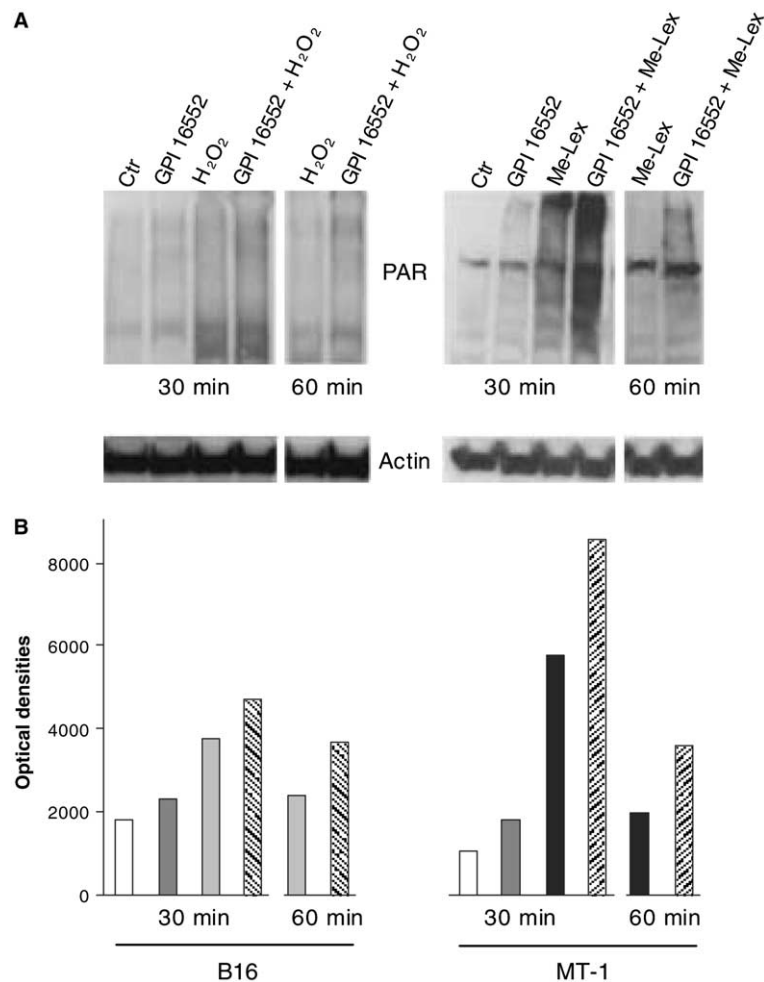 A
Ctr
GPI 16552
H₂O₂
GPI 16552 + H₂O₂
H₂O₂
GPI 16552 + H₂O₂
Ctr
GPI 16552
Me-Lex
GPI 16552 + Me-Lex
Me-Lex
GPI 16552 + Me-Lex
PAR
30 min 60 min 30 min 60 min
Actin
B
Optical densities
8000
6000
4000
2000
0
30 min 60 min 30 min 60 min
B16 MT-1